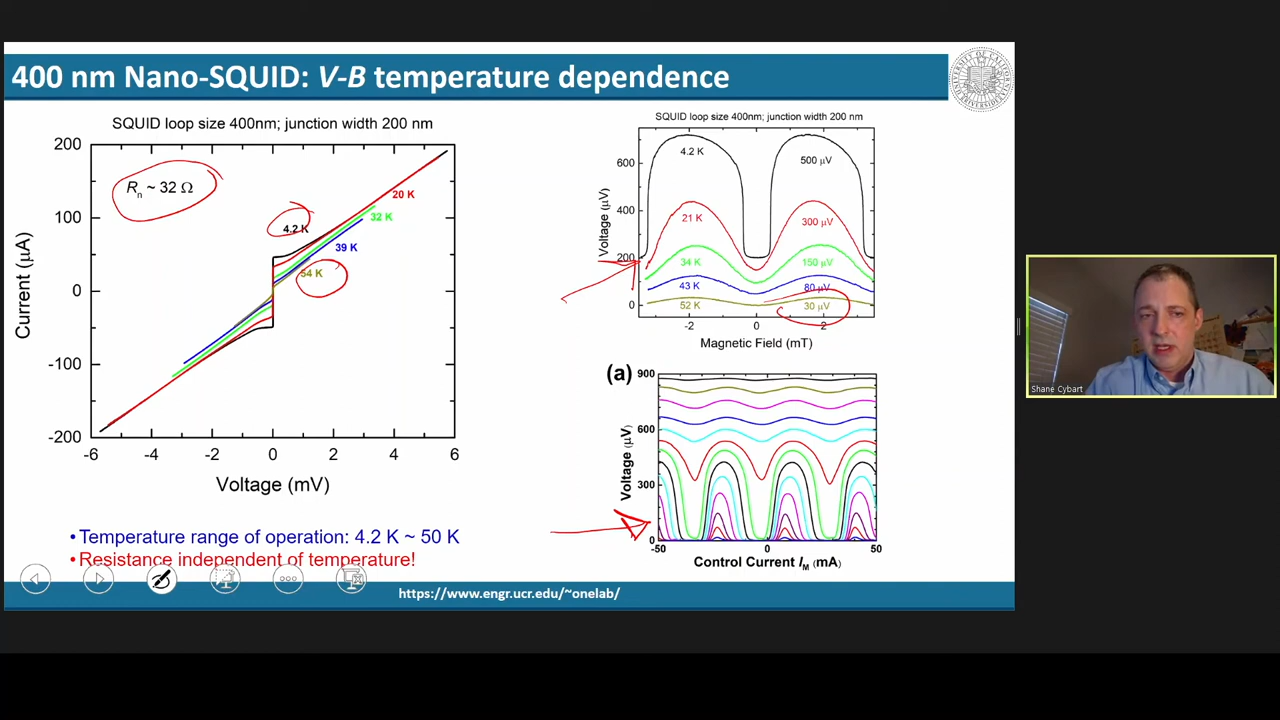 400 nm Nano-SQUID: V-B temperature dependence
SQUID loop size 400nm; junction width 200 nm
200
100
0
-100
-200
Current (μA)
Rn ~ 32 Ω
4.2 K
20 K
32 K
39 K
54 K
-6 -4 -2 0 2 4 6
Voltage (mV)
•Temperature range of operation: 4.2 K ~ 50 K
•Resistance independent of temperature!
SQUID loop size 400nm; junction width 200 nm
600
400
200
0
Voltage (μV)
4.2 K 500 μV
21 K 300 μV
34 K 150 μV
43 K 80 μV
52 K 30 μV
-2 0 2
Magnetic Field (mT)
(a)
900
600
300
0
Voltage (μV)
-50 0 50
Control Current IM (mA)
https://www.engr.ucr.edu/~onelab/
Shane Cybart